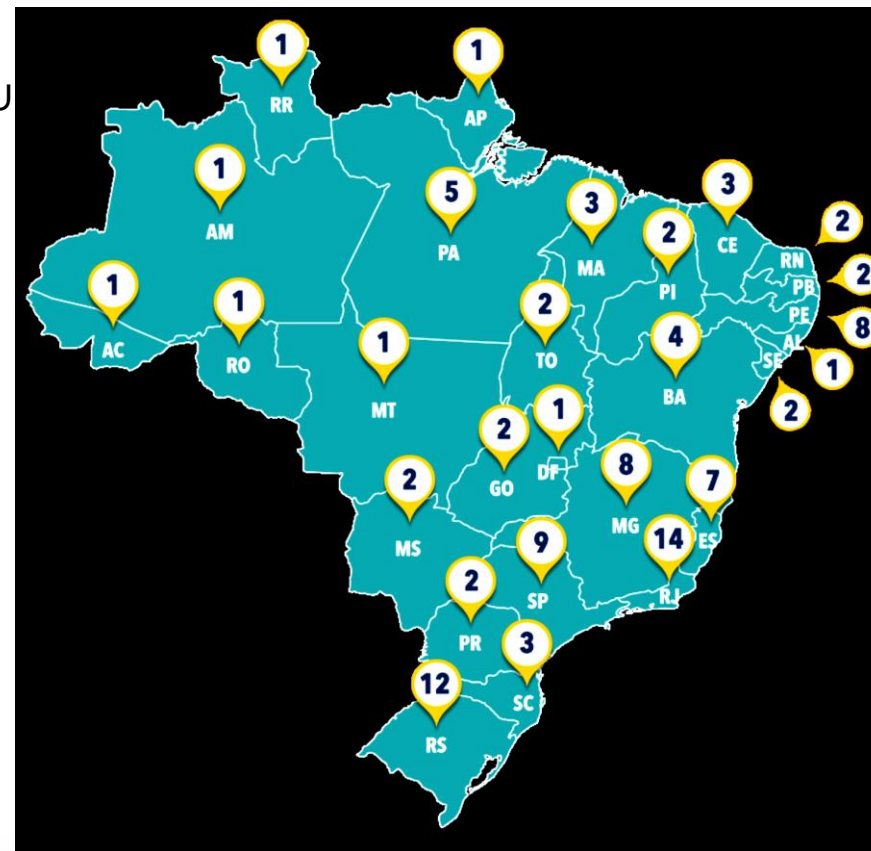 1
1
U
RR
AP
1
5
3
3
2
2
AM
PA
MA
CE
RN
2
PI
PB
1
1
2
PE
8
1
4
AL
AC
RO
TO
SE
1
MT
BA
2
2
1
DF
8
7
2
GO
MG
MS
9
14
ES
2
SP
RJ
PR
3
12
SC
RS